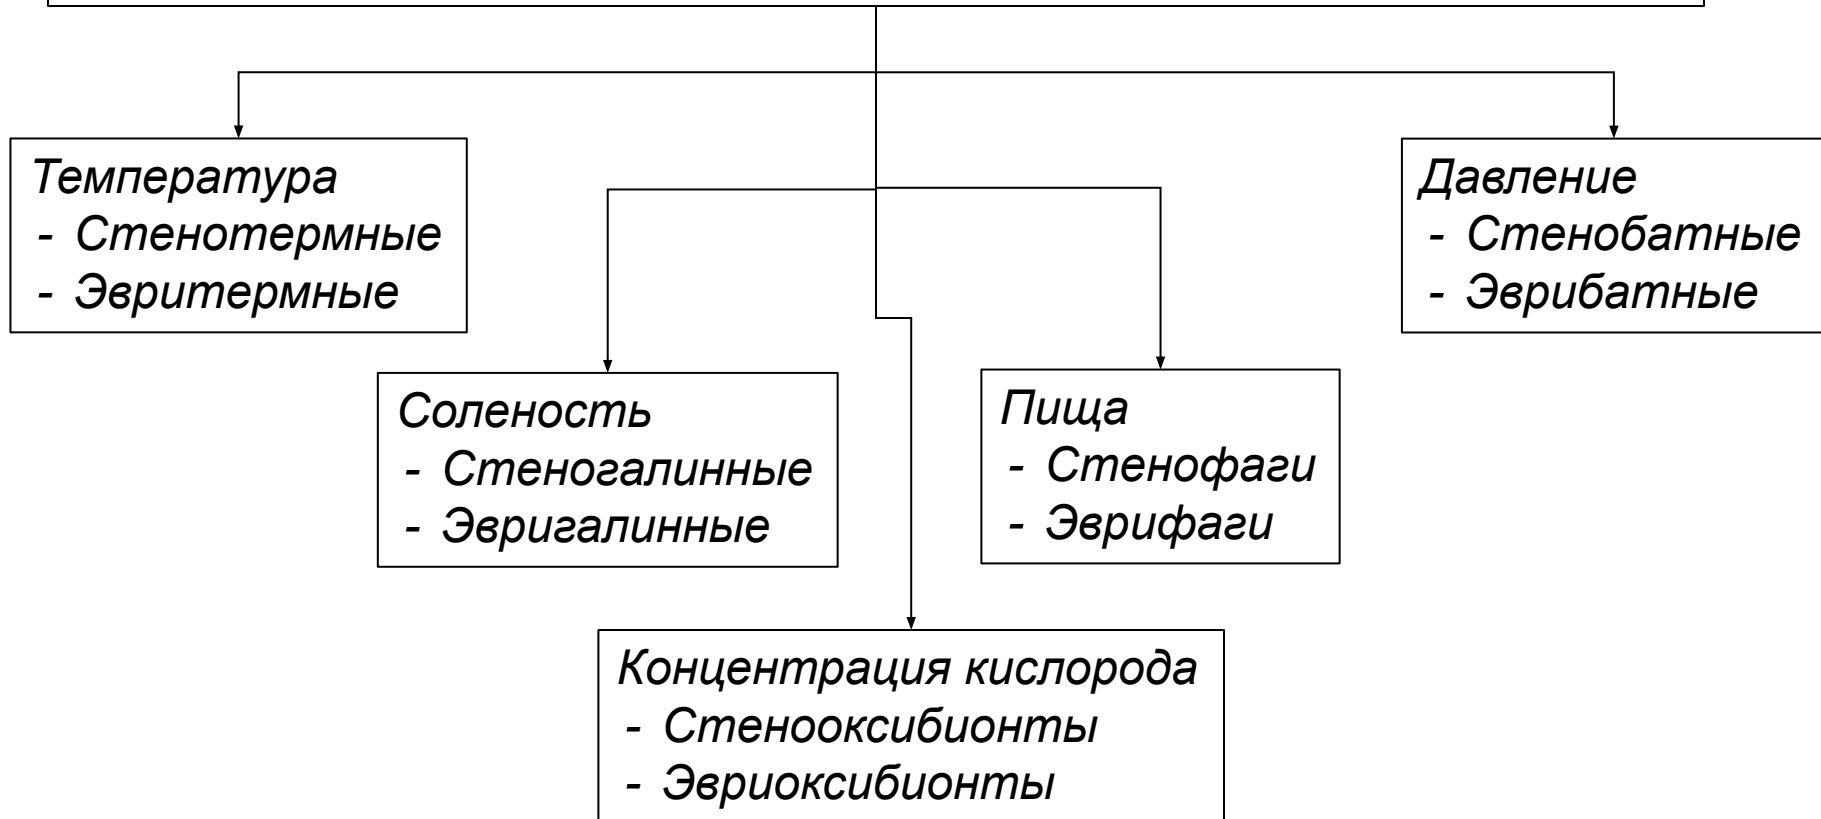 Температура
- Стенотермные
- Эвритермные
Давление
- Стенобатные
- Эврибатные
Соленость
- Стеногалинные
- Эвригалинные
Пища
- Стенофаги
- Эврифаги
Концентрация кислорода
- Стенооксибионты
- Эвриоксибионты